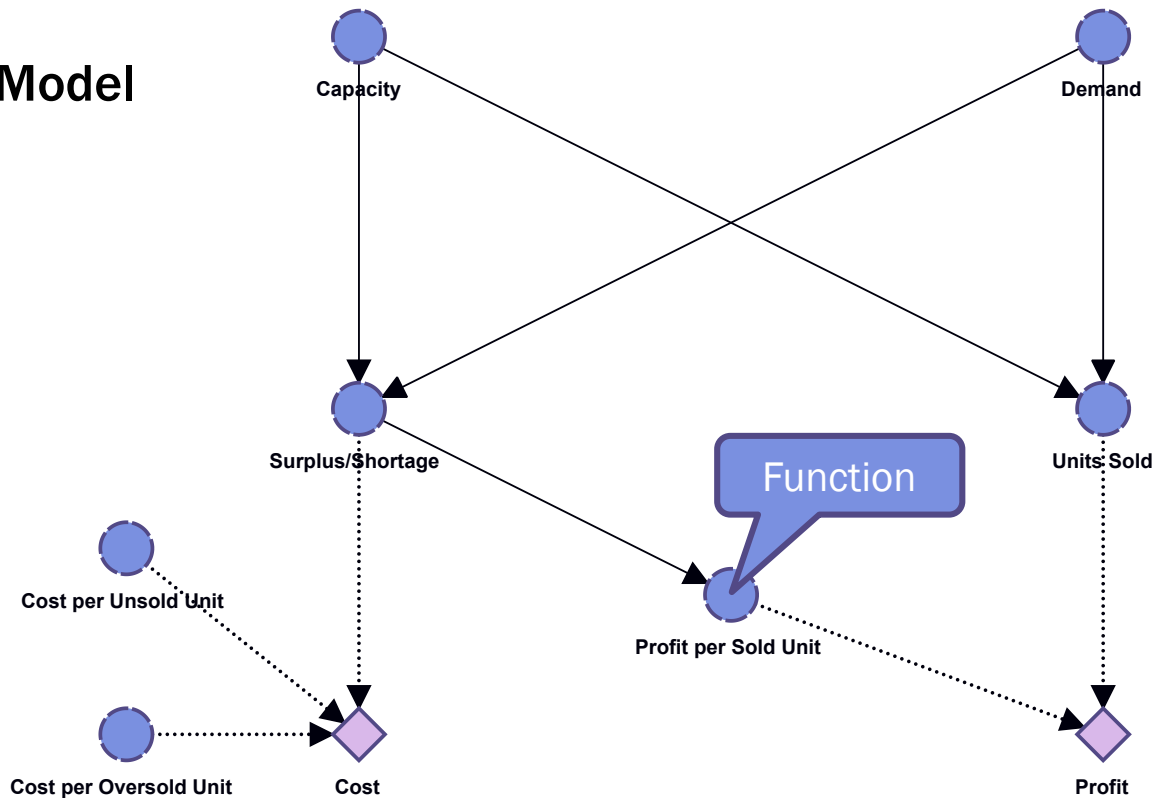 Model
Capacity
Demand
Surplus/Shortage
Units Sold
Function
Cost per Unsold Unit
Profit per Sold Unit
Cost per Oversold Unit
Cost
Profit